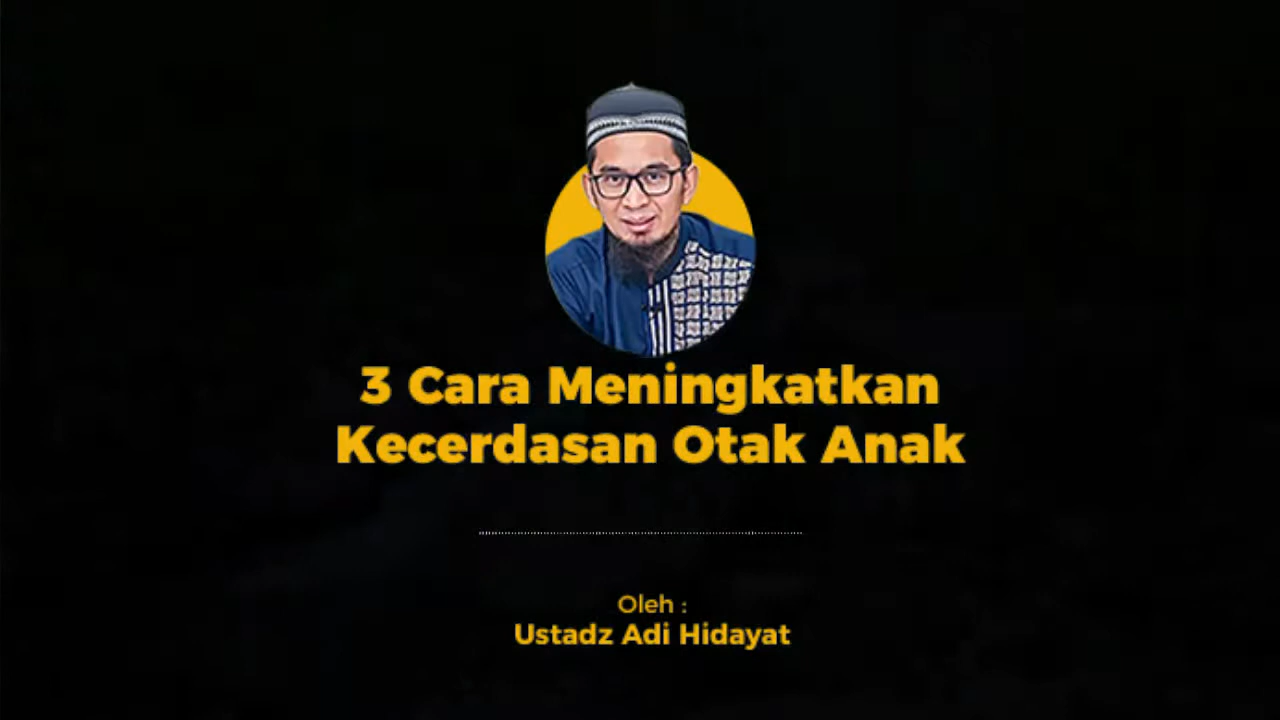 3 Cara Meningkatkan
Kecerdasan Otak Anak
Oleh :
Ustadz Adi Hidayat